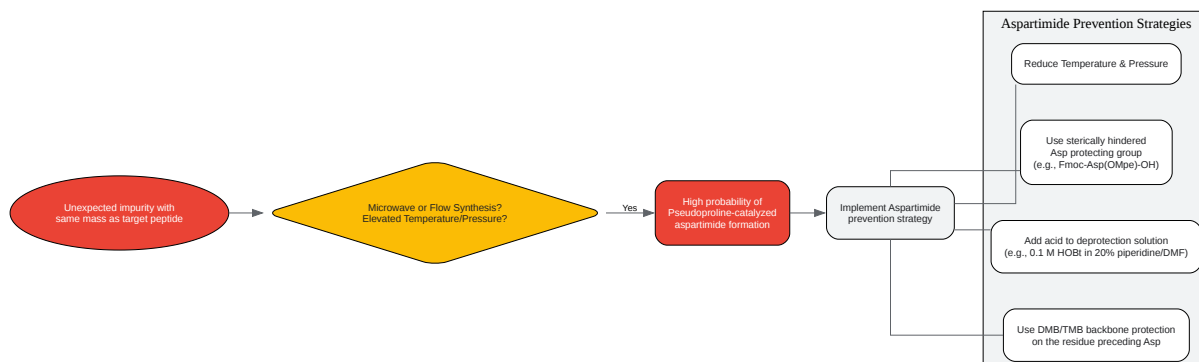 Aspartimide Prevention Strategies
Reduce Temperature & Pressure
Use sterically hindered
Asp protecting group
(e.g., Fmoc-Asp(OMpe)-OH)
Unexpected impurity with
same mass as target peptide
Microwave or Flow Synthesis?
Elevated Temperature/Pressure?
Yes
High probability of
Pseudoproline-catalyzed
aspartimide formation
Implement Aspartimide
prevention strategy
Add acid to deprotection solution
(e.g., 0.1 M HOBt in 20% piperidine/DMF)
Use DMB/TMB backbone protection
on the residue preceding Asp